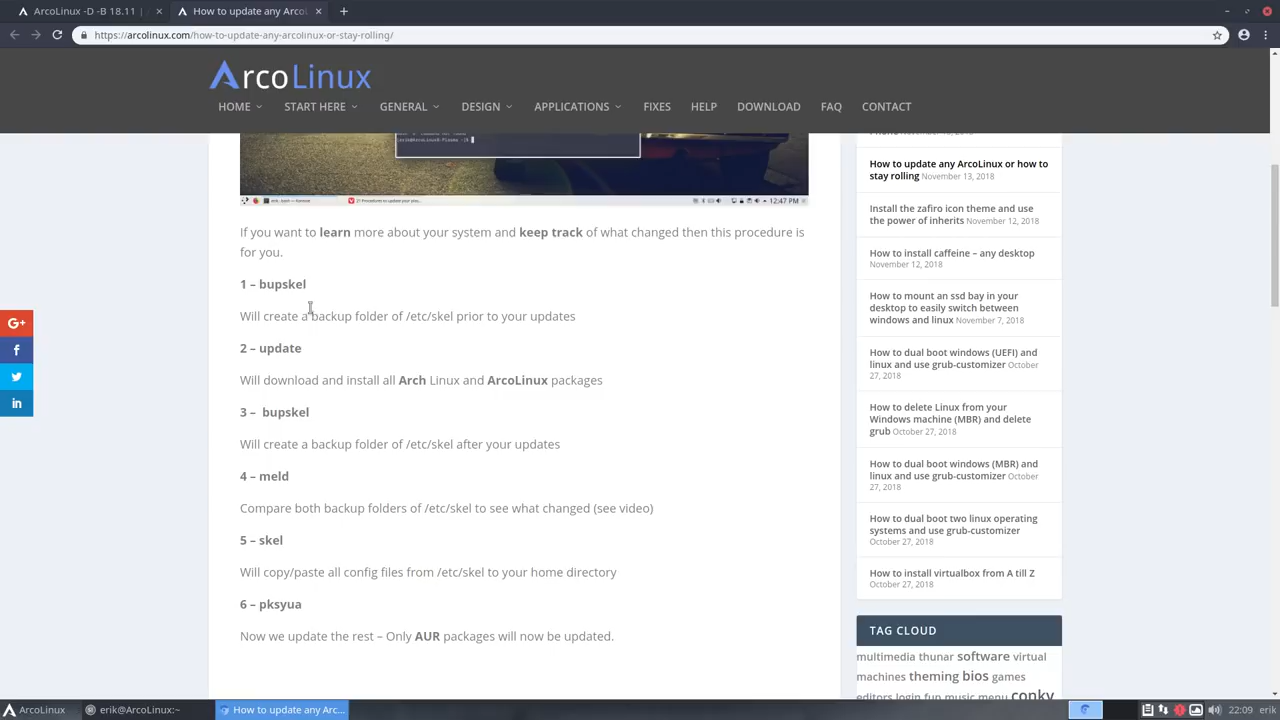 ArcoLinux -D -B 18.11 |
How to update any ArcoL
https://arcolinux.com/how-to-update-any-arcolinux-or-stay-rolling/
ArcoLinux
HOME
START HERE
GENERAL
DESIGN
APPLICATIONS
FIXES
HELP
DOWNLOAD
FAQ
CONTACT
12:47 PM
If you want to learn more about your system and keep track of what changed then this procedure is
for you.
1 – bupskel
Will create a backup folder of /etc/skel prior to your updates
2 – update
Will download and install all Arch Linux and ArcoLinux packages
3 –  bupskel
Will create a backup folder of /etc/skel after your updates
4 – meld
Compare both backup folders of /etc/skel to see what changed (see video)
5 – skel
Will copy/paste all config files from /etc/skel to your home directory
6 – pksyua
Now we update the rest – Only AUR packages will now be updated.
How to update any ArcoLinux or how to
stay rolling November 13, 2018
Install the zafiro icon theme and use
the power of inherits November 12, 2018
How to install caffeine – any desktop
November 12, 2018
How to mount an ssd bay in your
desktop to easily switch between
windows and linux November 7, 2018
How to dual boot windows (UEFI) and
linux and use grub-customizer October
27, 2018
How to delete Linux from your
Windows machine (MBR) and delete
grub October 27, 2018
How to dual boot windows (MBR) and
linux and use grub-customizer October
27, 2018
How to dual boot two linux operating
systems and use grub-customizer
October 27, 2018
How to install virtualbox from A till Z
October 27, 2018
TAG CLOUD
multimedia thunar software virtual
machines theming bios games
editors login fun music menu conky
G+
f
in
ArcoLinux
erik@ArcoLinux:~
How to update any Arc...
22:09
erik